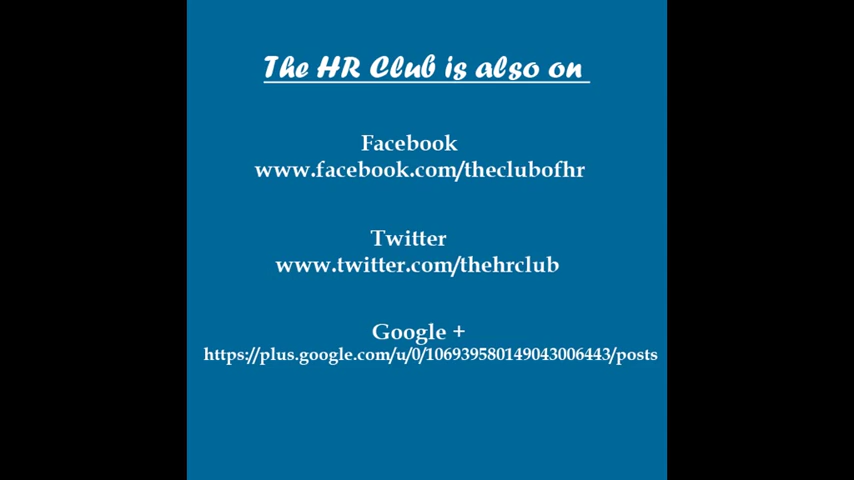 The HR Club is also on
Facebook
www.facebook.com/theclubofhr
Twitter
www.twitter.com/thehrclub
Google +
https://plus.google.com/u/0/106939580149043006443/posts